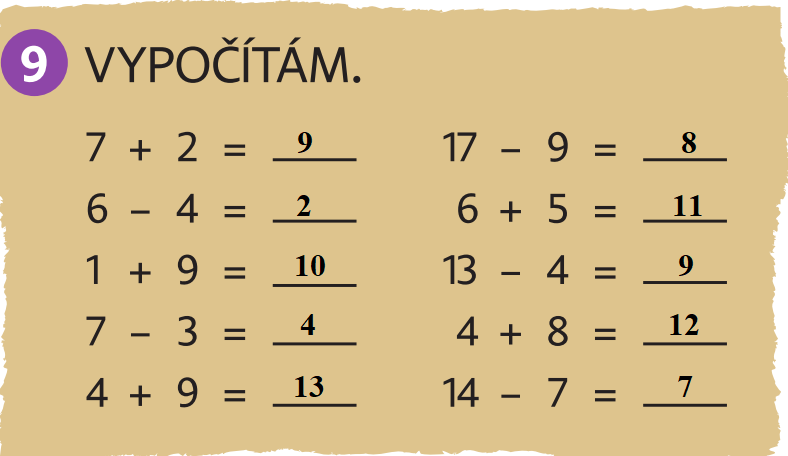 9 VYPOČÍTÁM.
7 + 2 = 9
6 – 4 = 2
1 + 9 = 10
7 – 3 = 4
4 + 9 = 13
17 – 9 = 8
6 + 5 = 11
13 – 4 = 9
4 + 8 = 12
14 – 7 = 7